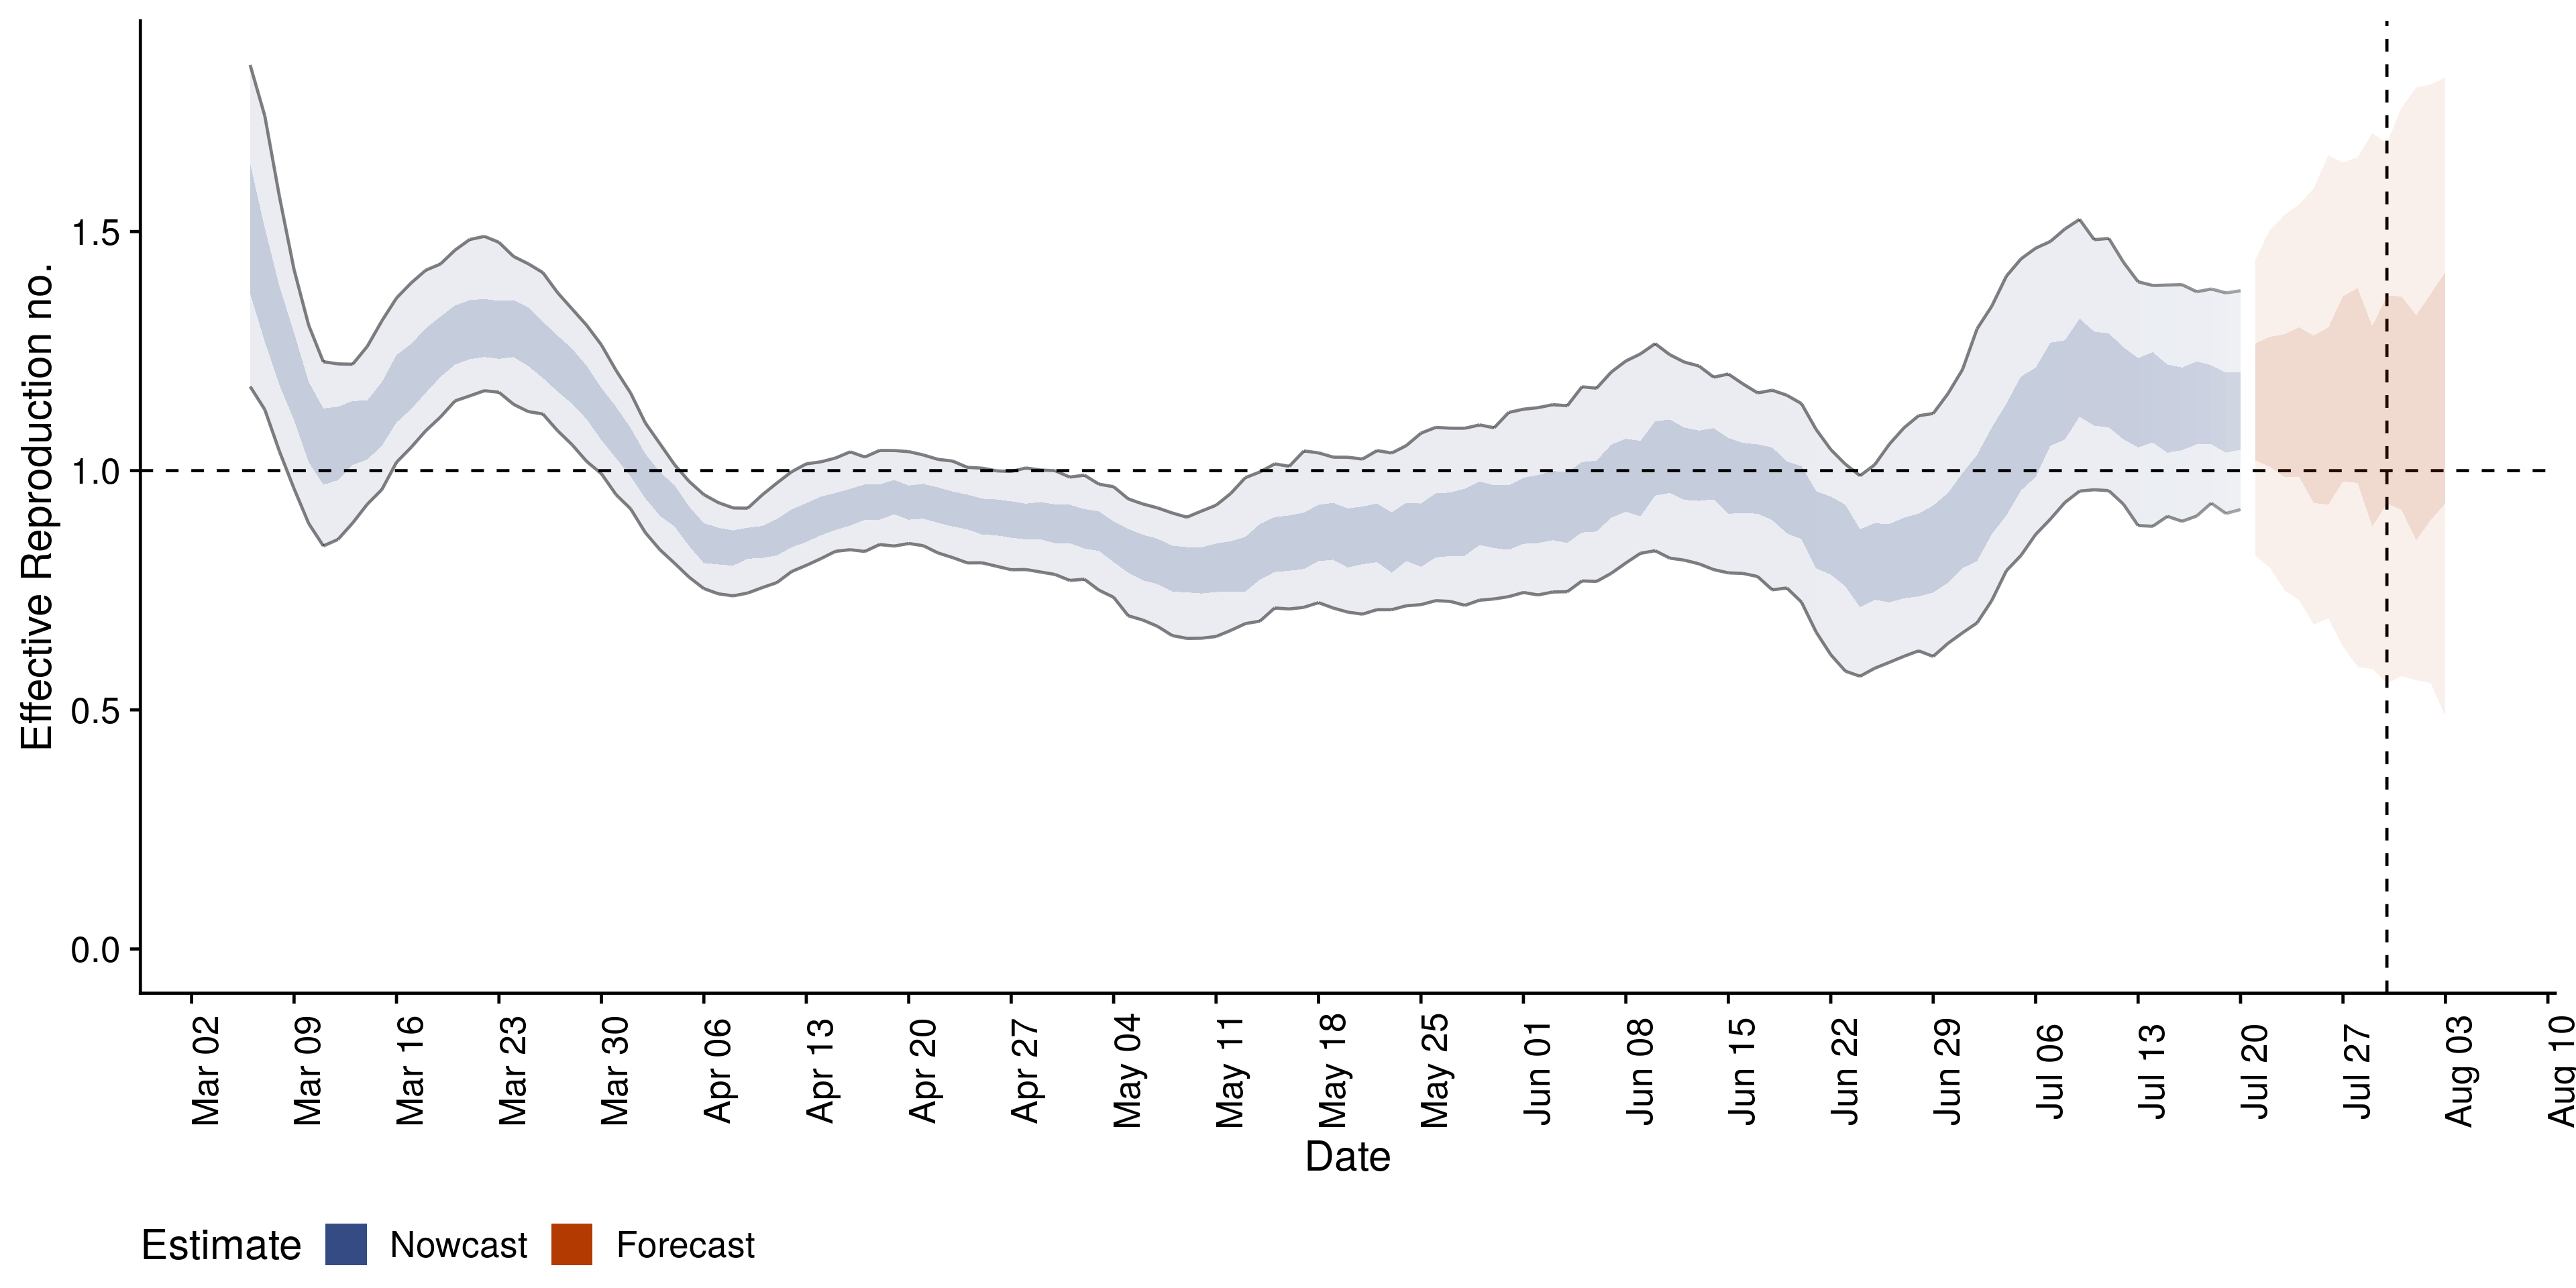 Effective Reproduction no.
1.5
1.0
0.5
0.0
Mar 02
Mar 09
Mar 16
Mar 23
Mar 30
Apr 06
Apr 13
Apr 20
Apr 27
May 04
May 11
May 18
May 25
Jun 01
Jun 08
Jun 15
Jun 22
Jun 29
Jul 06
Jul 13
Jul 20
Jul 27
Aug 03
Aug 10
Date
Estimate Nowcast Forecast